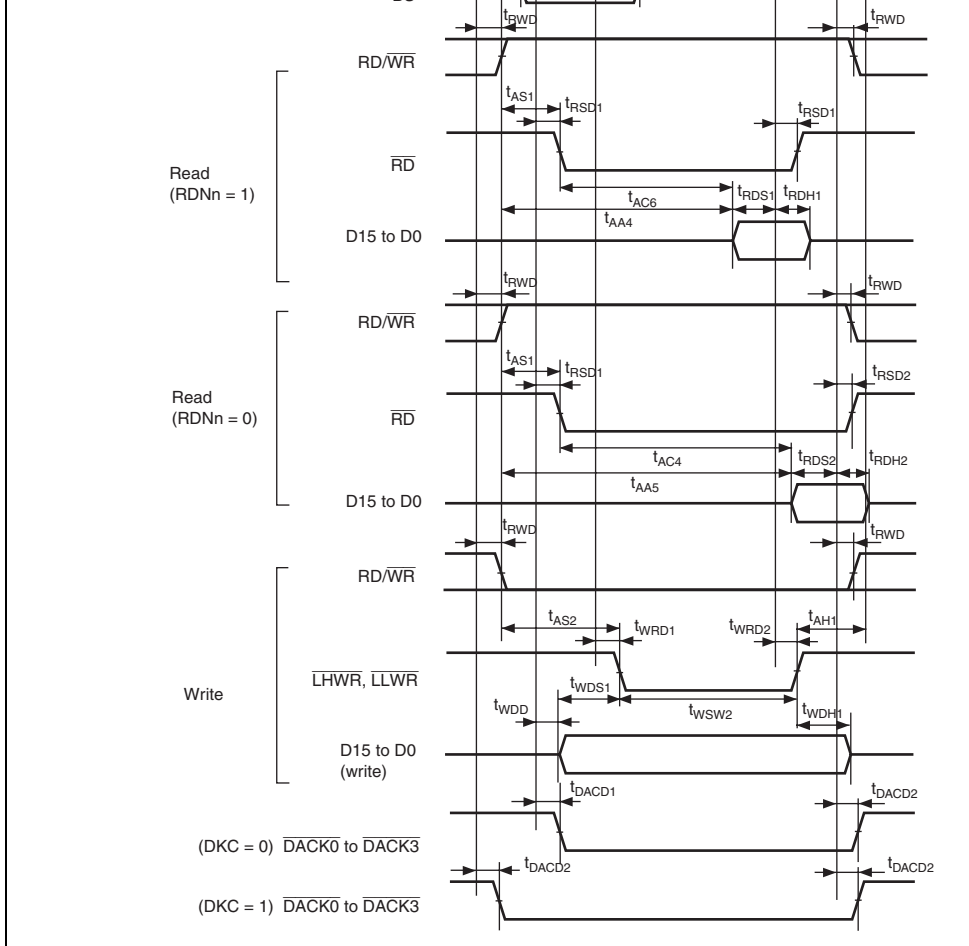 tRWD tRWD
RD/WR
tAS1 tRSD1 tRSD1
Read
(RDNn = 1)
RD
tAC6 tRDS1 tRDH1
tAA4
D15 to D0
tRWD tRWD
RD/WR
tAS1 tRSD1 tRSD2
Read
(RDNn = 0)
RD
tAC4 tRDS2 tRDH2
tAA5
D15 to D0
tRWD tRWD
RD/WR
tAS2 tWRD1 tWRD2 tAH1
Write
LHWR, LLWR
tWDD tWDS1 tWSW2 tWDH1
D15 to D0
(write)
tDACD1 tDACD2
(DKC = 0) DACK0 to DACK3
tDACD2 tDACD2
(DKC = 1) DACK0 to DACK3